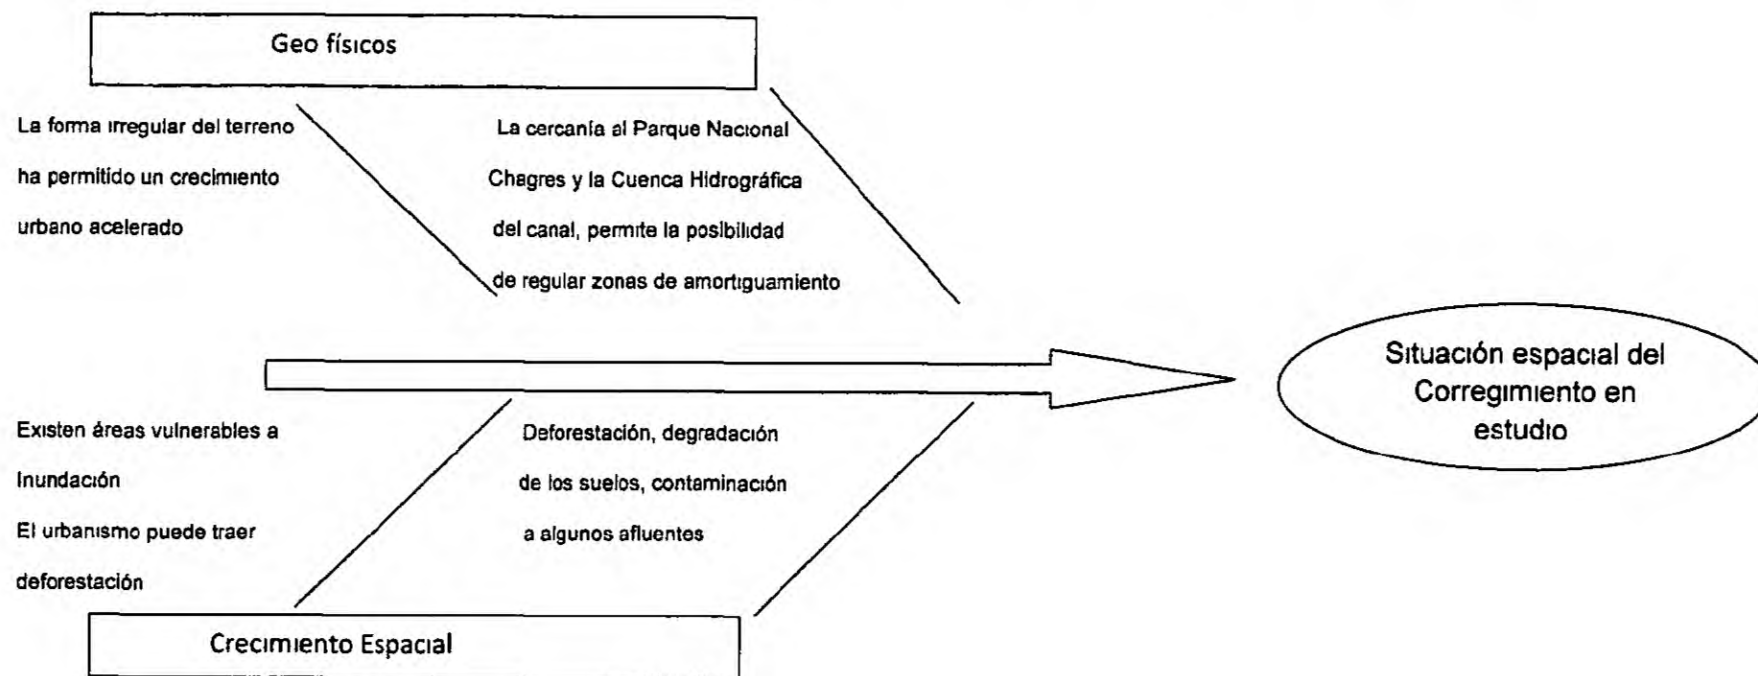 Geo físicos
La forma irregular del terreno
ha permitido un crecimiento
urbano acelerado
La cercanía al Parque Nacional
Chagres y la Cuenca Hidrográfica
del canal, permite la posibilidad
de regular zonas de amortiguamiento
Situación espacial del
Corregimiento en
estudio
Existen áreas vulnerables a
Inundación
El urbanismo puede traer
deforestación
Deforestación, degradación
de los suelos, contaminación
a algunos afluentes
Crecimiento Espacial